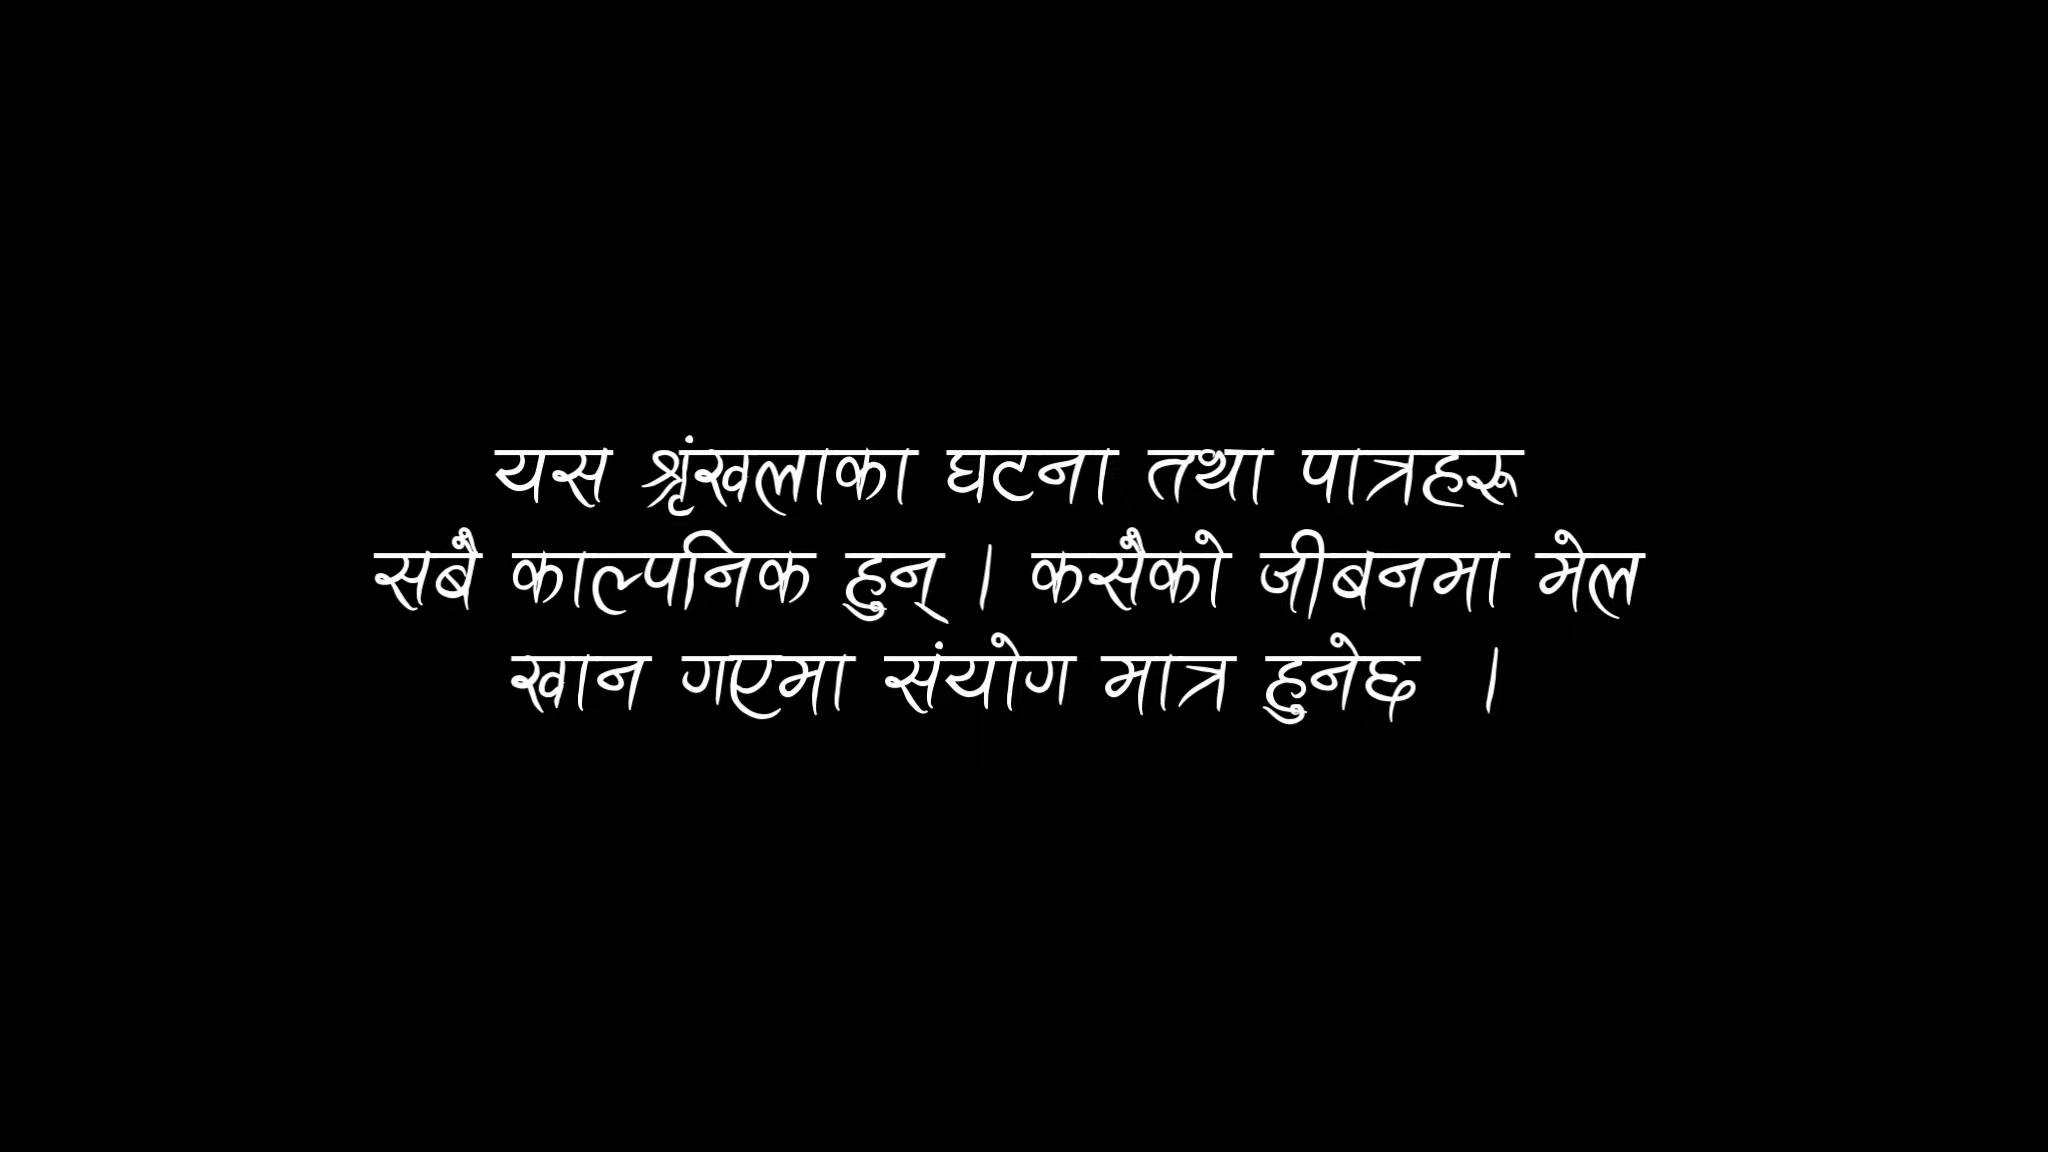 यस श्रृंखलाका घटना तथा पात्रहरू
सबै काल्पनिक हुन् । कसैको जीबनमा मेल
खान गएमा संयोग मात्र हुनेछ ।